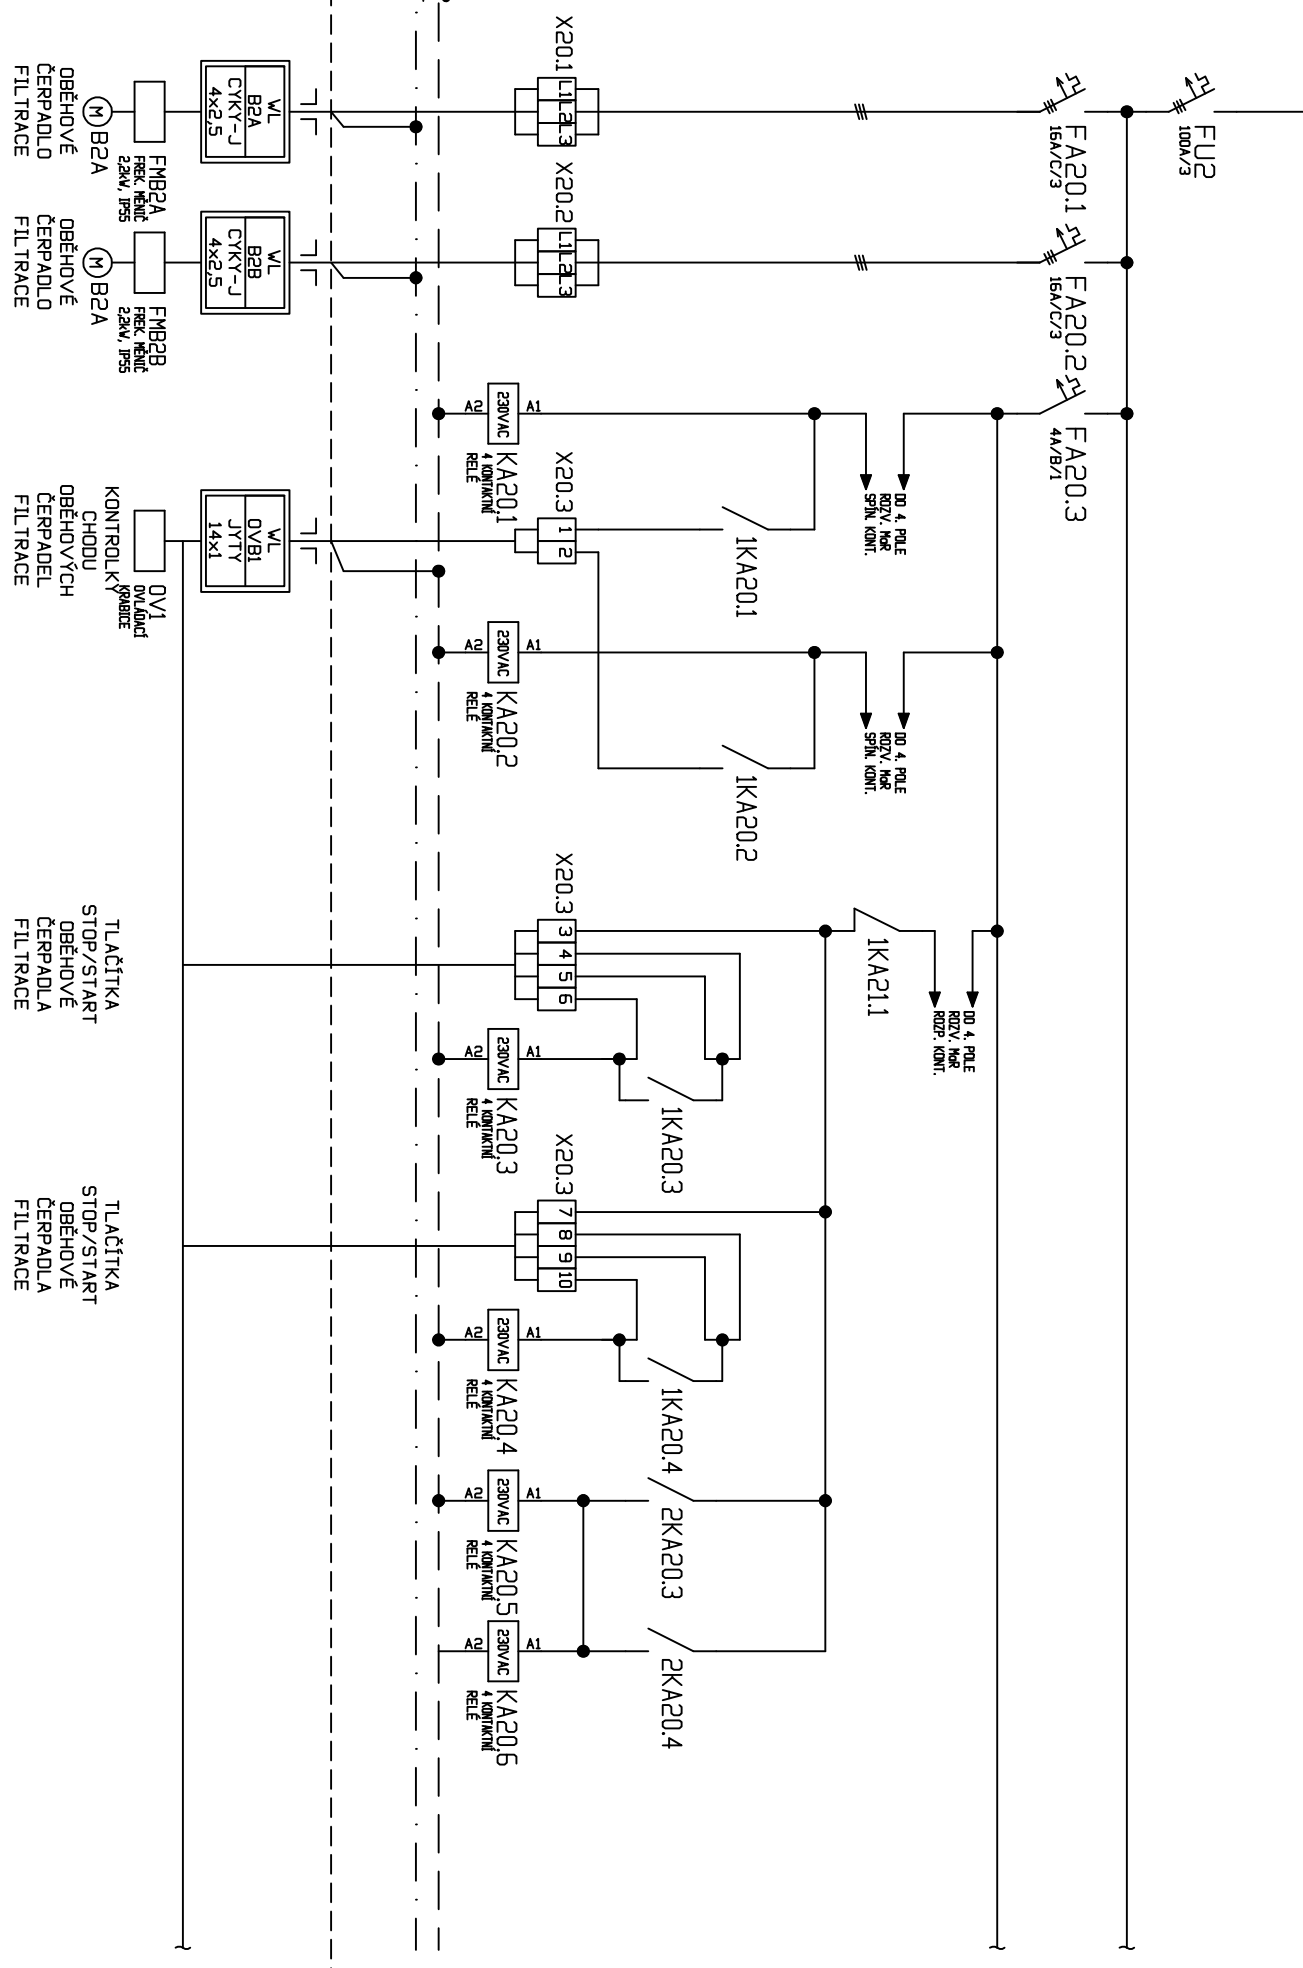 FU2
100A/3
FA20.1
16A/C/3
FA20.2
16A/C/3
FA20.3
4A/B/1
DO 4. POLE
ROZV. MaR
SPÍN. KONT.
DO 4. POLE
ROZV. MaR
SPÍN. KONT.
DO 4. POLE
ROZV. MaR
ROZP. KONT.
1KA21.1
1KA20.1
1KA20.2
1KA20.3
1KA20.4
2KA20.3
2KA20.4
X20.1
L1 L2 L3
X20.2
L1 L2 L3
X20.3
1 2
X20.3
3 4 5 6
X20.3
7 8 9 10
A2 230VAC A1
KA20.1
4 KONTAKTNÍ
RELÉ
A2 230VAC A1
KA20.2
4 KONTAKTNÍ
RELÉ
A2 230VAC A1
KA20.3
4 KONTAKTNÍ
RELÉ
A2 230VAC A1
KA20.4
4 KONTAKTNÍ
RELÉ
A2 230VAC A1
KA20.5
4 KONTAKTNÍ
RELÉ
A2 230VAC A1
KA20.6
4 KONTAKTNÍ
RELÉ
WL
B2A
CYKY-J
4x2,5
WL
B2B
CYKY-J
4x2,5
WL
OVB1
JYTY
14x1
FMB2A
FREK. MĚNIČ
2,2kW, IP55
M B2A
OBĚHOVÉ
ČERPADLO
FILTRACE
FMB2B
FREK. MĚNIČ
2,2kW, IP55
M B2A
OBĚHOVÉ
ČERPADLO
FILTRACE
OV1
OVLÁDACÍ
KRABICE
KONTROLKY
CHODU
OBĚHOVÝCH
ČERPADEL
FILTRACE
TLAČÍTKA
STOP/START
OBĚHOVÉ
ČERPADLA
FILTRACE
TLAČÍTKA
STOP/START
OBĚHOVÉ
ČERPADLA
FILTRACE